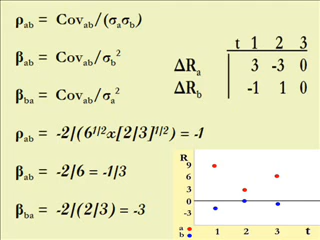 ρab = Covab/(σaσb)
βab = Covab/σb²
βba = Covab/σa²
ρab = -2/(6^1/2x[2/3]^1/2) = -1
βab = -2/6 = -1/3
βba = -2/(2/3) = -3
t 1 2 3
ΔRa 3 -3 0
ΔRb -1 1 0
R
9
6
3
0
-3
a
b
1 2 3 t